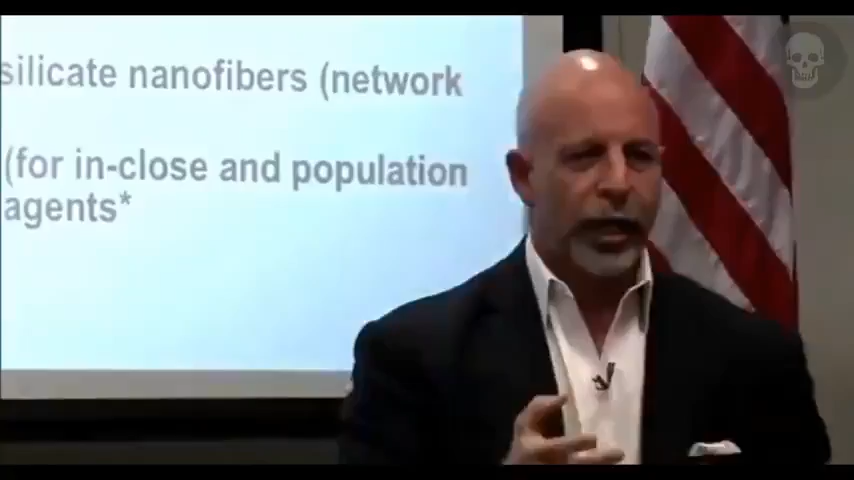 silicate nanofibers (network
(for in-close and population
agents*